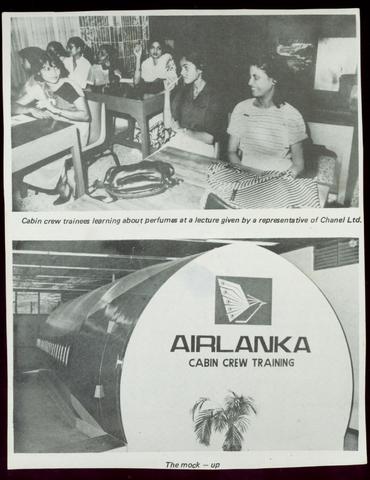 Cabin crew trainees learning about perfumes at a lecture given by a representative of Chanel Ltd.
AIRLANKA
CABIN CREW TRAINING
The mock – up